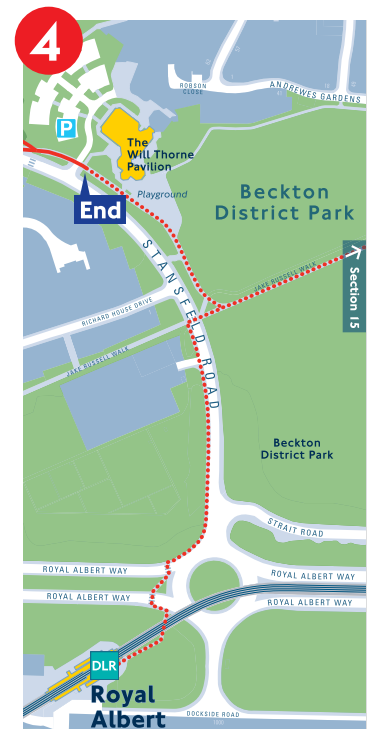 4
ROBSON
CLOSE
ANDREWES GARDENS
P
The
Will Thorne
Pavilion
Playground
Beckton
District Park
End
STANSFELD ROAD
JAKE RUSSELL WALK
Section 15
RICHARD HOUSE DRIVE
JAKE RUSSELL WALK
Beckton
District Park
STRAIT ROAD
ROYAL ALBERT WAY
ROYAL ALBERT WAY
ROYAL ALBERT WAY
ROYAL ALBERT WAY
DLR
Royal
Albert
DOCKSIDE ROAD